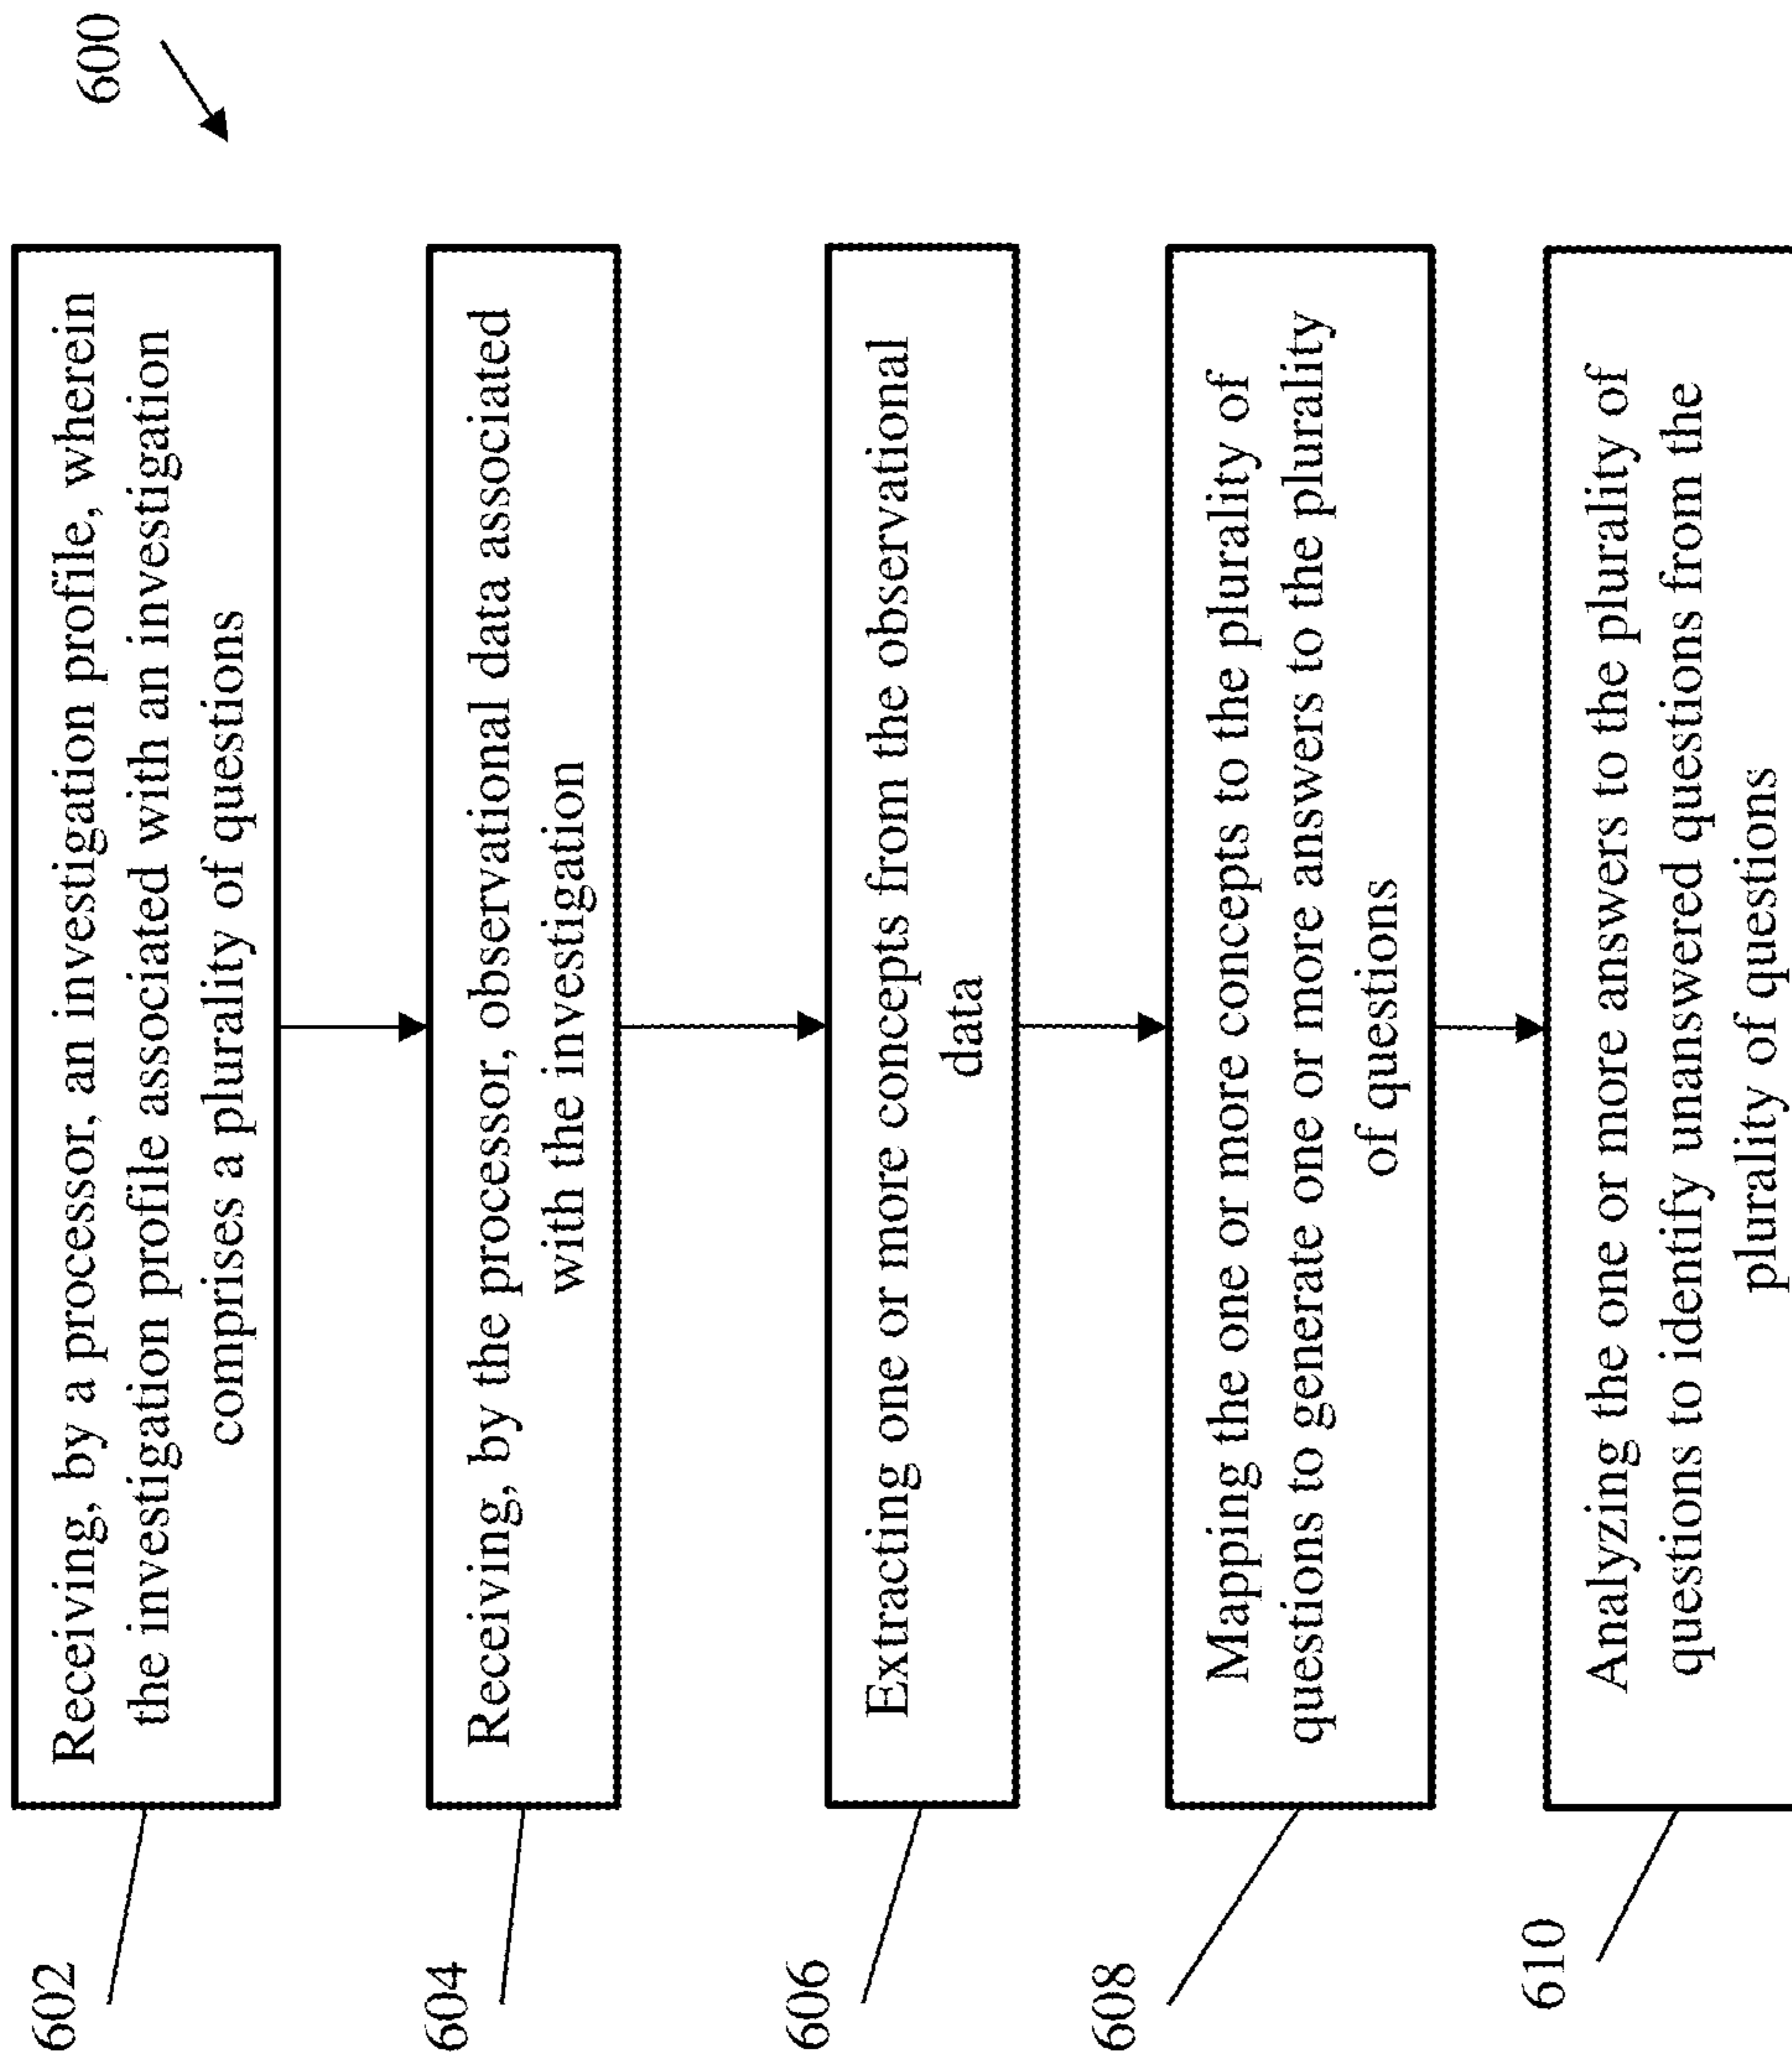 600
602
Receiving, by a processor, an investigation profile, wherein
the investigation profile associated with an investigation
comprises a plurality of questions
604
Receiving, by the processor, observational data associated
with the investigation
606
Extracting one or more concepts from the observational
data
608
Mapping the one or more concepts to the plurality of
questions to generate one or more answers to the plurality
of questions
610
Analyzing the one or more answers to the plurality of
questions to identify unanswered questions from the
plurality of questions